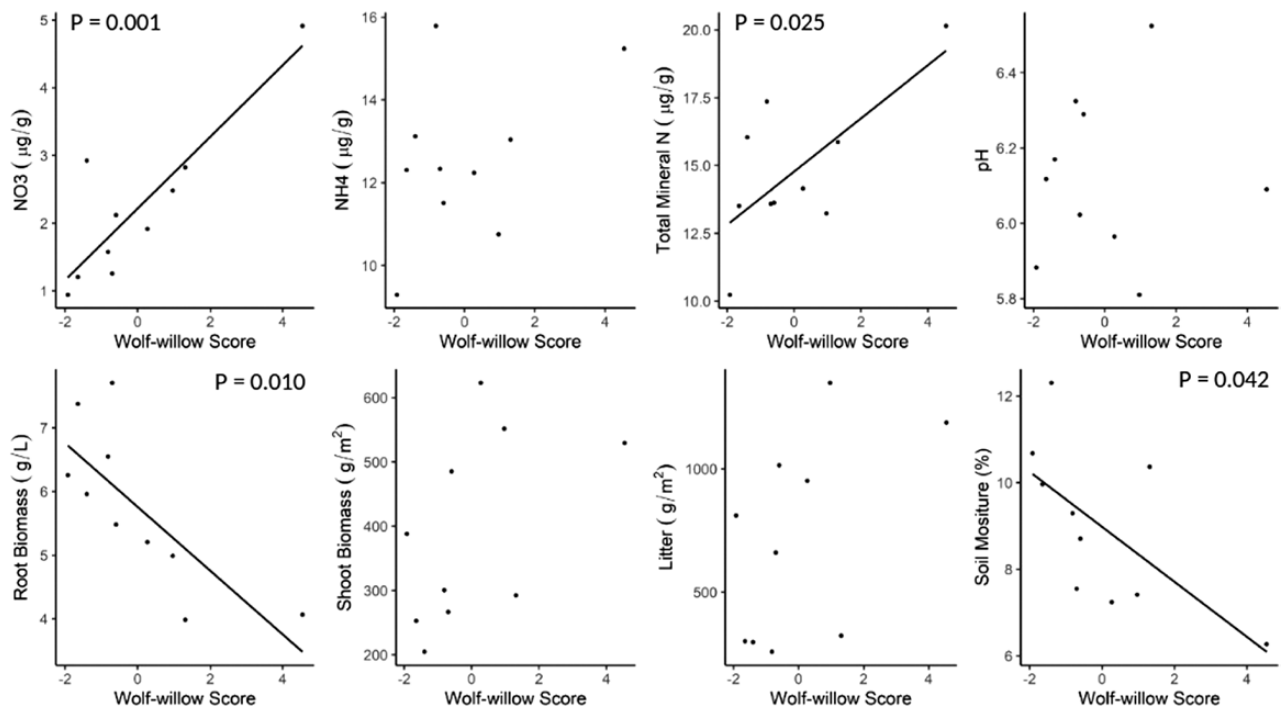 P = 0.001
NO3 ( µg/g)
5
4
3
2
1
-2 0 2 4
Wolf-willow Score
NH4 ( µg/g)
16
14
12
10
-2 0 2 4
Wolf-willow Score
P = 0.025
Total Mineral N ( µg/g)
20.0
17.5
15.0
12.5
10.0
-2 0 2 4
Wolf-willow Score
pH
6.4
6.2
6.0
5.8
-2 0 2 4
Wolf-willow Score
P = 0.010
Root Biomass ( g/L)
7
6
5
4
-2 0 2 4
Wolf-willow Score
Shoot Biomass ( g/m²)
600
500
400
300
200
-2 0 2 4
Wolf-willow Score
Litter ( g/m²)
1000
500
-2 0 2 4
Wolf-willow Score
P = 0.042
Soil Mositure (%)
12
10
8
6
-2 0 2 4
Wolf-willow Score